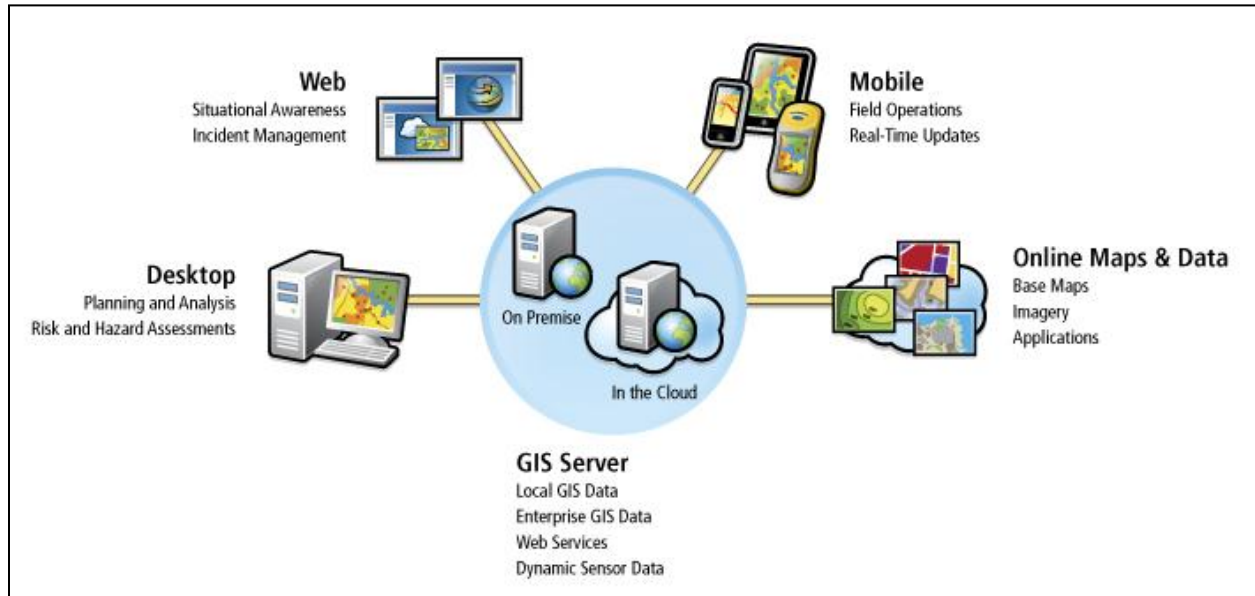 Web
Situational Awareness
Incident Management
Mobile
Field Operations
Real-Time Updates
Desktop
Planning and Analysis
Risk and Hazard Assessments
On Premise
In the Cloud
Online Maps & Data
Base Maps
Imagery
Applications
GIS Server
Local GIS Data
Enterprise GIS Data
Web Services
Dynamic Sensor Data